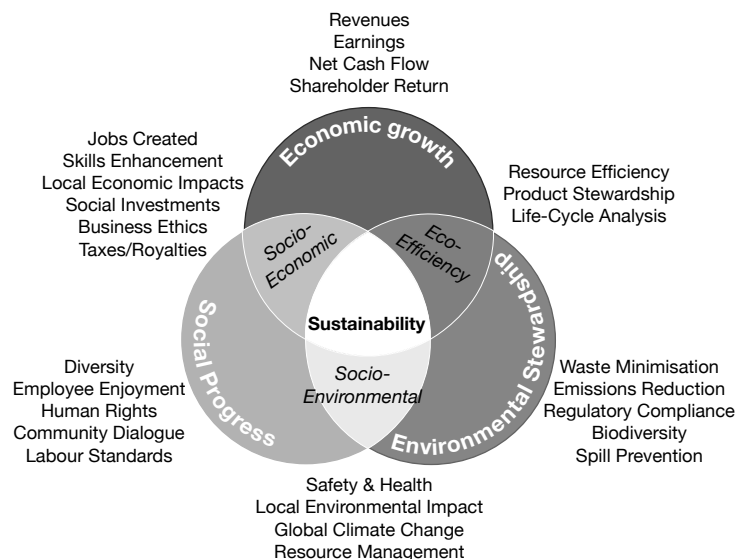 Revenues
Earnings
Net Cash Flow
Shareholder Return
Economic growth
Jobs Created
Skills Enhancement
Local Economic Impacts
Social Investments
Business Ethics
Taxes/Royalties
Resource Efficiency
Product Stewardship
Life-Cycle Analysis
Socio-
Economic
Eco-
Efficiency
Sustainability
Social Progress
Socio-
Environmental
Environmental Stewardship
Diversity
Employee Enjoyment
Human Rights
Community Dialogue
Labour Standards
Waste Minimisation
Emissions Reduction
Regulatory Compliance
Biodiversity
Spill Prevention
Safety & Health
Local Environmental Impact
Global Climate Change
Resource Management